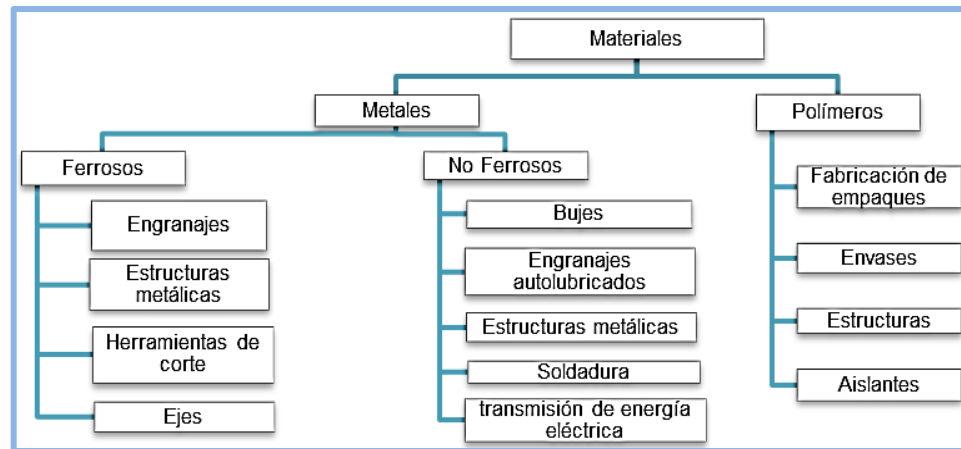 Materiales
Metales
Polímeros
Ferrosos
No Ferrosos
Engranajes
Estructuras
metálicas
Herramientas de
corte
Ejes
Bujes
Engranajes
autolubricados
Estructuras metálicas
Soldadura
transmisión de energía
eléctrica
Fabricación de
empaques
Envases
Estructuras
Aislantes